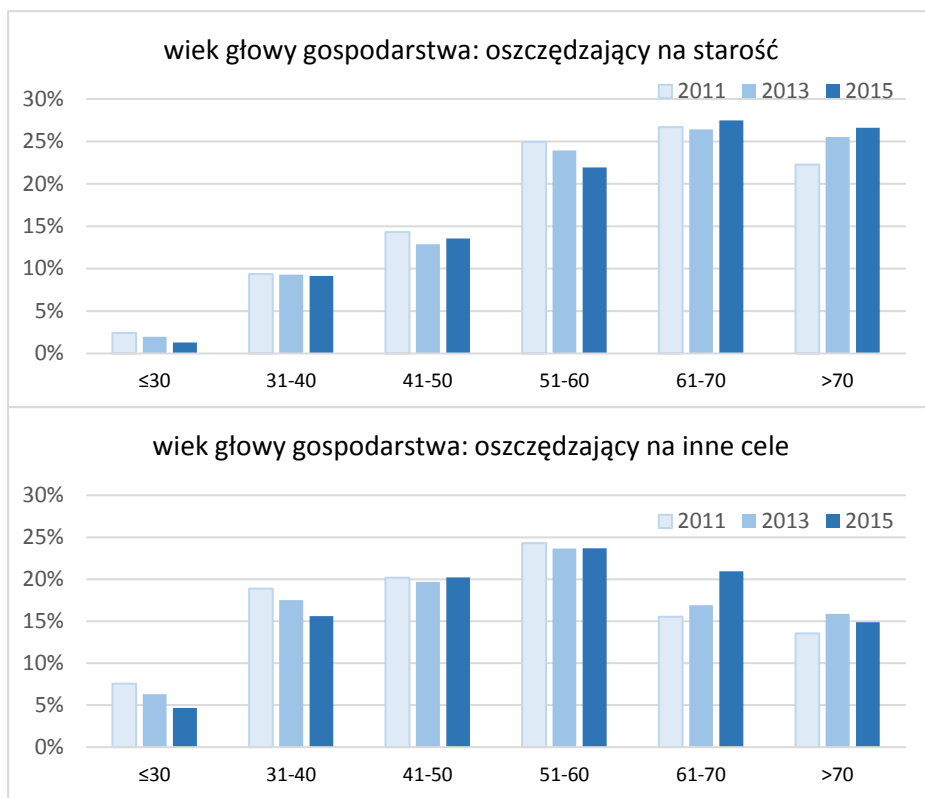 wiek głowy gospodarstwa: oszczędzający na starość
2011 2013 2015
30%
25%
20%
15%
10%
5%
0%
≤30 31-40 41-50 51-60 61-70 >70
wiek głowy gospodarstwa: oszczędzający na inne cele
30%
2011 2013 2015
25%
20%
15%
10%
5%
0%
≤30 31-40 41-50 51-60 61-70 >70